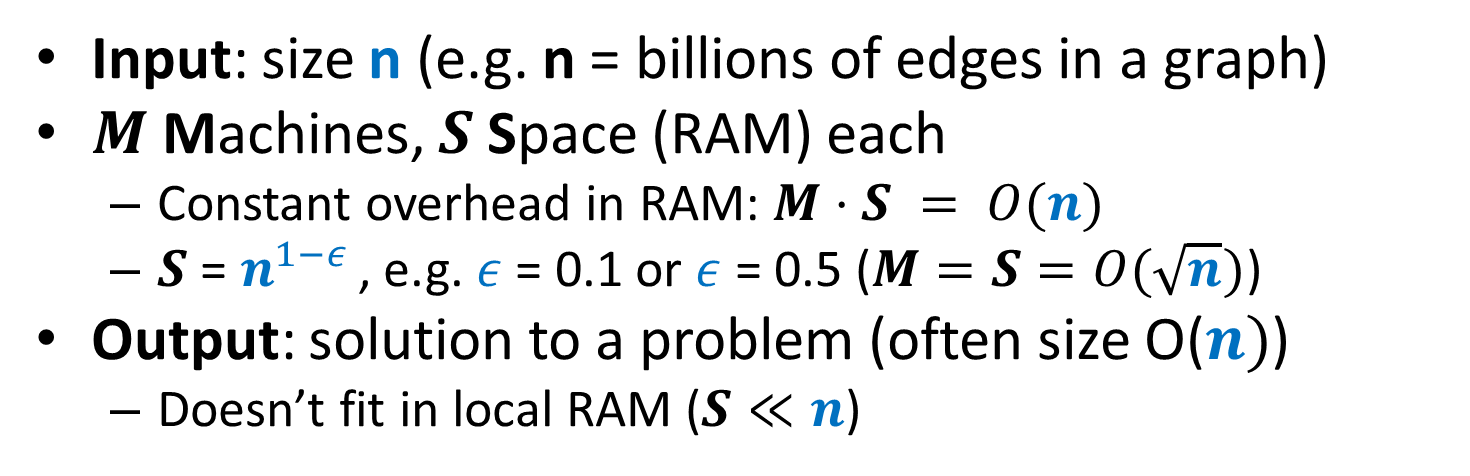 • Input: size n (e.g. n = billions of edges in a graph)
• M Machines, S Space (RAM) each
– Constant overhead in RAM: M · S = O(n)
– S = n^{1−ϵ} , e.g. ϵ = 0.1 or ϵ = 0.5 (M = S = O(√n))
• Output: solution to a problem (often size O(n))
– Doesn’t fit in local RAM (S ≪ n)